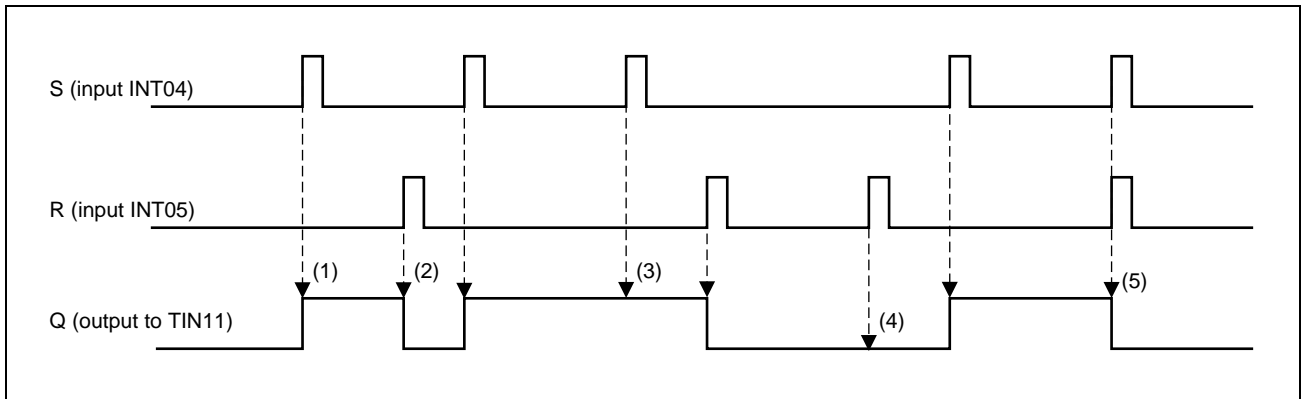 S (input INT04)
R (input INT05)
(1)
(2)
(3)
(5)
Q (output to TIN11)
(4)